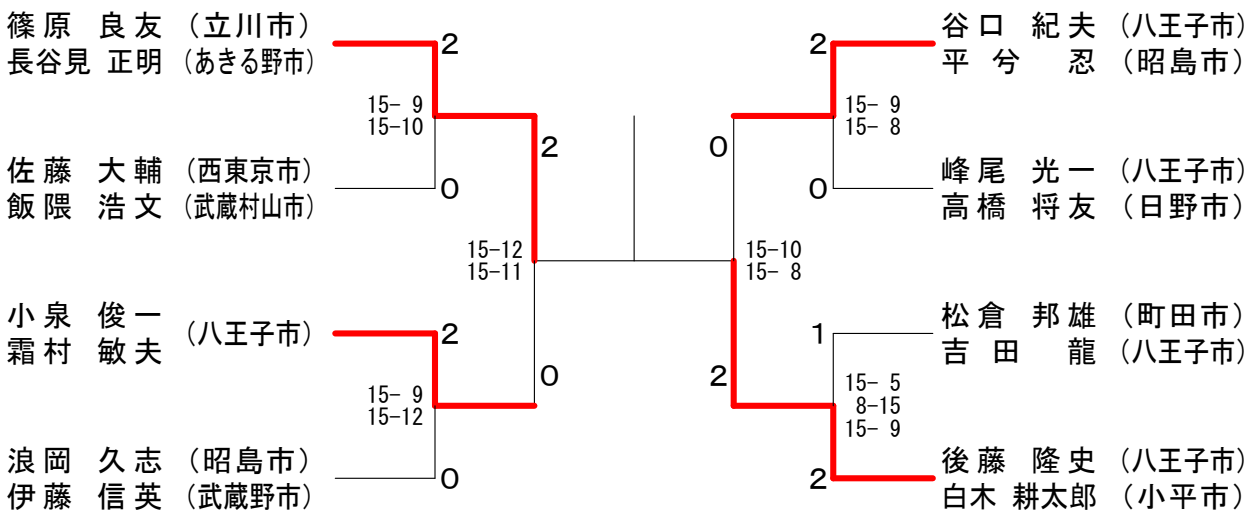 篠原 良友 (立川市)
長谷見 正明 (あきる野市)
2
15- 9
15-10
佐藤 大輔 (西東京市)
飯隈 浩文 (武蔵村山市)
0
2
15-12
15-11
小泉 俊一
霜村 敏夫
(八王子市)
2
15- 9
15-12
0
浪岡 久志 (昭島市)
伊藤 信英 (武蔵野市)
0
谷口 紀夫 (八王子市)
平兮 忍 (昭島市)
2
15- 9
15- 8
0
峰尾 光一 (八王子市)
高橋 将友 (日野市)
0
15-10
15- 8
松倉 邦雄 (町田市)
吉田 龍 (八王子市)
1
15- 5
8-15
15- 9
2
後藤 隆史 (八王子市)
白木 耕太郎 (小平市)
2